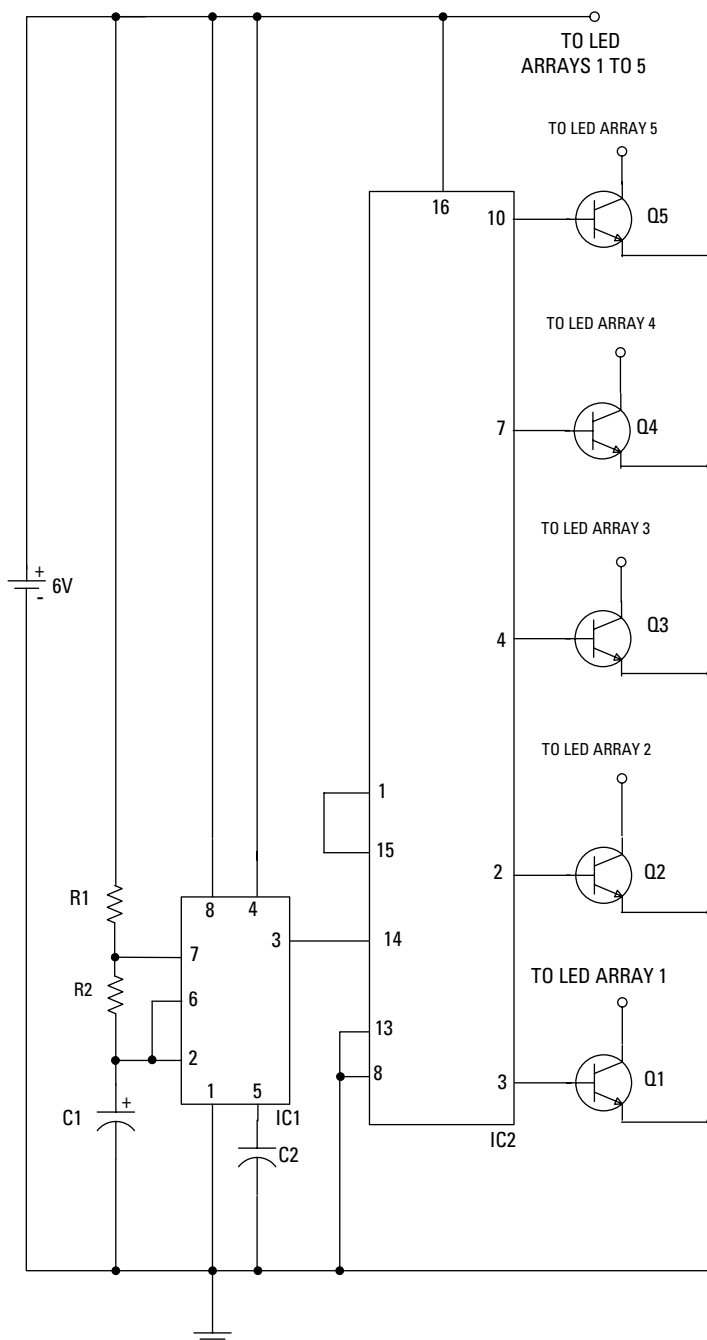 TO LED
ARRAYS 1 TO 5
TO LED ARRAY 5
16
10
Q5
TO LED ARRAY 4
7
Q4
TO LED ARRAY 3
+
6V
-
4
Q3
TO LED ARRAY 2
1
15
2
Q2
R1
8
4
3
14
7
R2
6
TO LED ARRAY 1
13
2
8
3
Q1
1
5
C1
+
IC1
C2
IC2